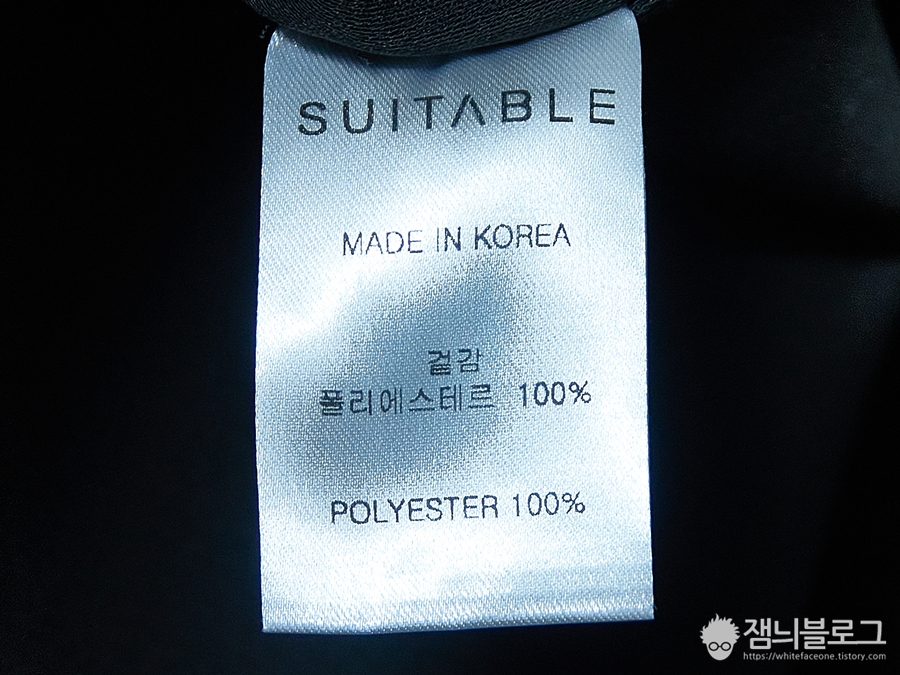 SUITABLE
MADE IN KOREA
겉감
폴리에스테르 100%
POLYESTER 100%
잼늬블로그
https://whitefaceone.tistory.com